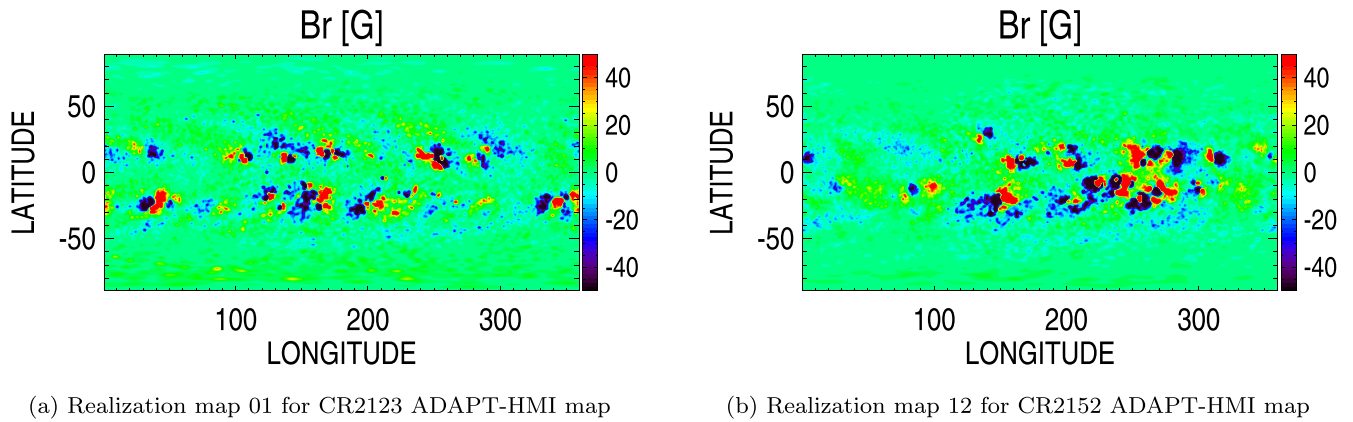 Br [G]
LATITUDE
50
0
-50
100
200
300
LONGITUDE
40
20
0
-20
-40
(a) Realization map 01 for CR2123 ADAPT-HMI map
Br [G]
LATITUDE
50
0
-50
100
200
300
LONGITUDE
40
20
0
-20
-40
(b) Realization map 12 for CR2152 ADAPT-HMI map